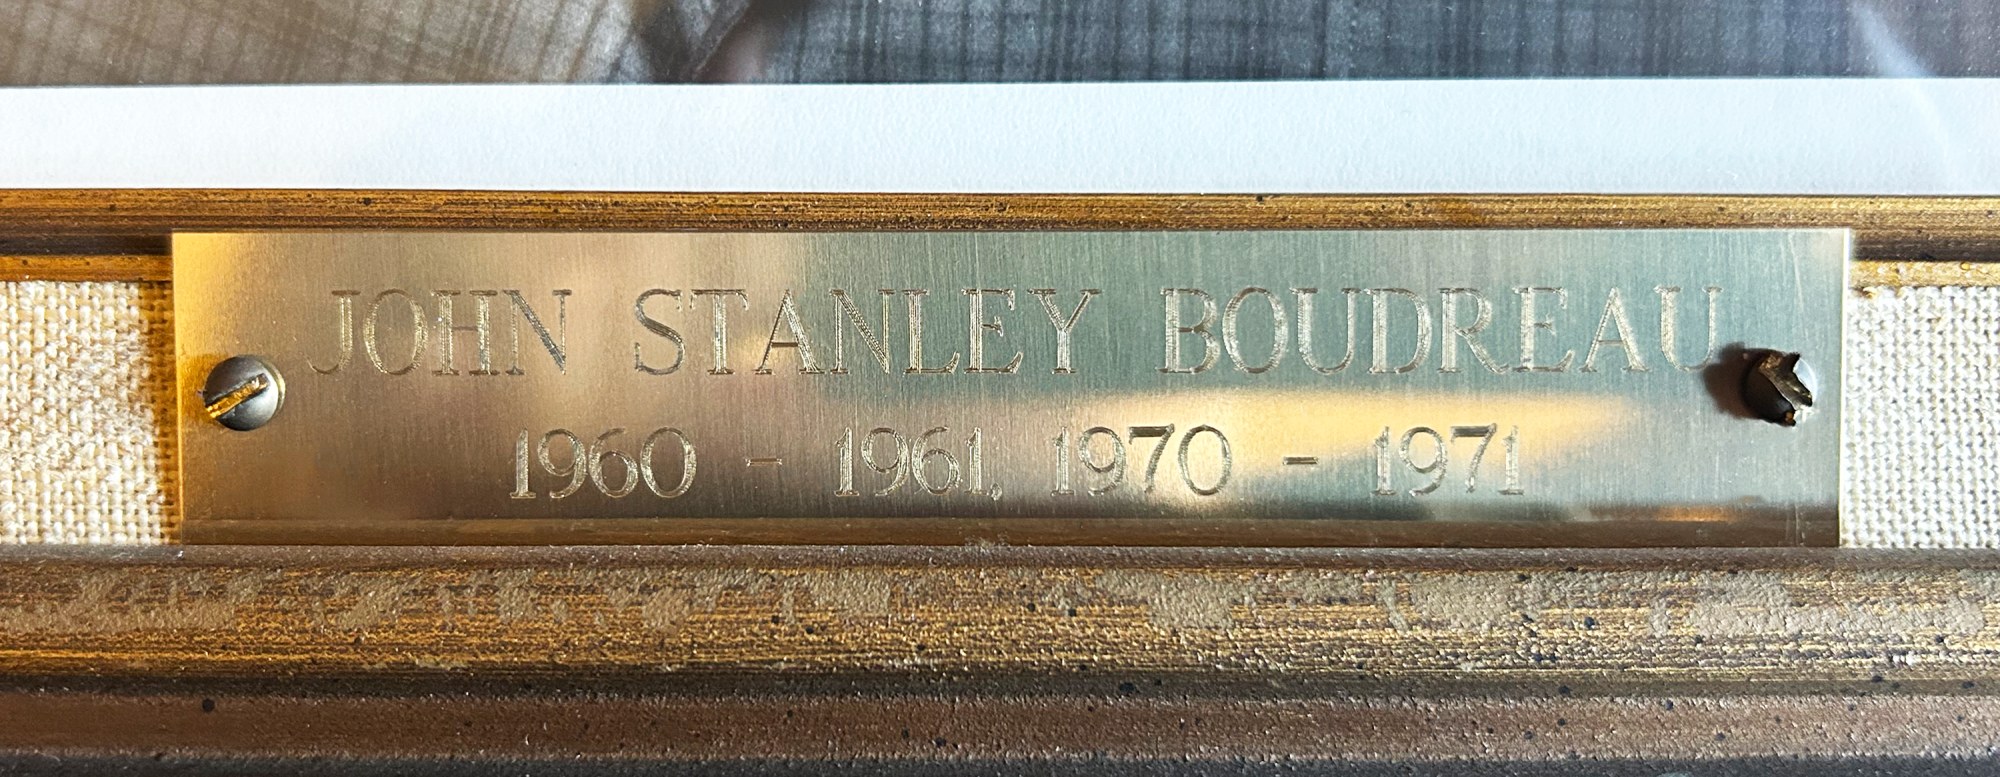 JOHN STANLEY BOUDREAU
1960 - 1961, 1970 - 1971